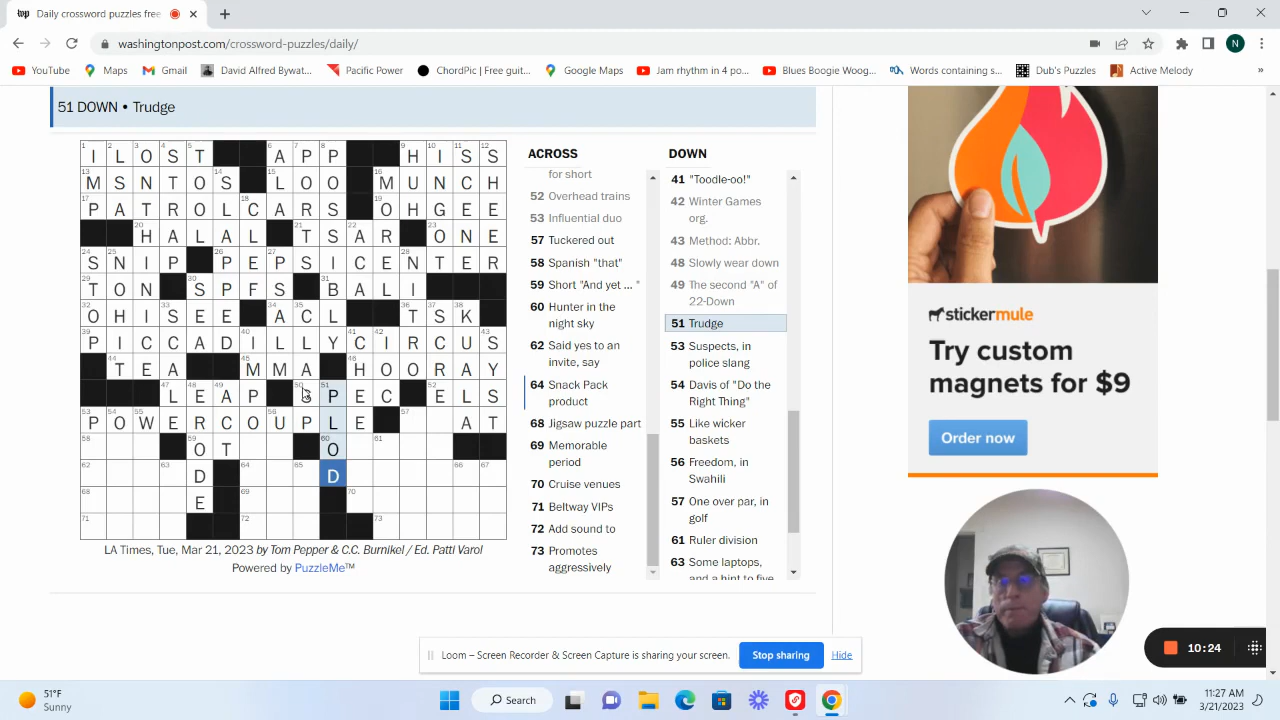 Daily crossword puzzles free
washingtonpost.com/crossword-puzzles/daily/
N
YouTube Maps Gmail David Alfred Bywat... Pacific Power ChordPic | Free guit... Google Maps Jam rhythm in 4 po... Blues Boogie Woog... Words containing s... Dub's Puzzles Active Melody »
51 DOWN • Trudge
I L O S T A P P H I S S
M S N T O S L O O M U N C H
P A T R O L C A R S O H G E E
H A L A L T S A R O N E
S N I P P E P S I C E N T E R
T O N S P F S B A L I
O H I S E E A C L T S K
P I C C A D I L L Y C I R C U S
T E A M M A H O O R A Y
L E A P S P E C E L S
P O W E R C O U P L E A T
O T O
D D
E
ACROSS
for short
52 Overhead trains
53 Influential duo
57 Tuckered out
58 Spanish "that"
59 Short "And yet ... "
60 Hunter in the
night sky
62 Said yes to an
invite, say
64 Snack Pack
product
68 Jigsaw puzzle part
69 Memorable
period
70 Cruise venues
71 Beltway VIPs
72 Add sound to
73 Promotes
aggressively
DOWN
41 "Toodle-oo!"
42 Winter Games
org.
43 Method: Abbr.
48 Slowly wear down
49 The second "A" of
22-Down
51 Trudge
53 Suspects, in
police slang
54 Davis of "Do the
Right Thing"
55 Like wicker
baskets
56 Freedom, in
Swahili
57 One over par, in
golf
61 Ruler division
63 Some laptops,
and a hint to five
LA Times, Tue, Mar 21, 2023 by Tom Pepper & C.C. Burnikel / Ed. Patti Varol
Powered by PuzzleMe™
stickermule
Try custom
magnets for $9
Order now
Loom – Screen Recorder & Screen Capture is sharing your screen. Stop sharing Hide
10:24
51°F
Sunny
Search
11:27 AM
3/21/2023